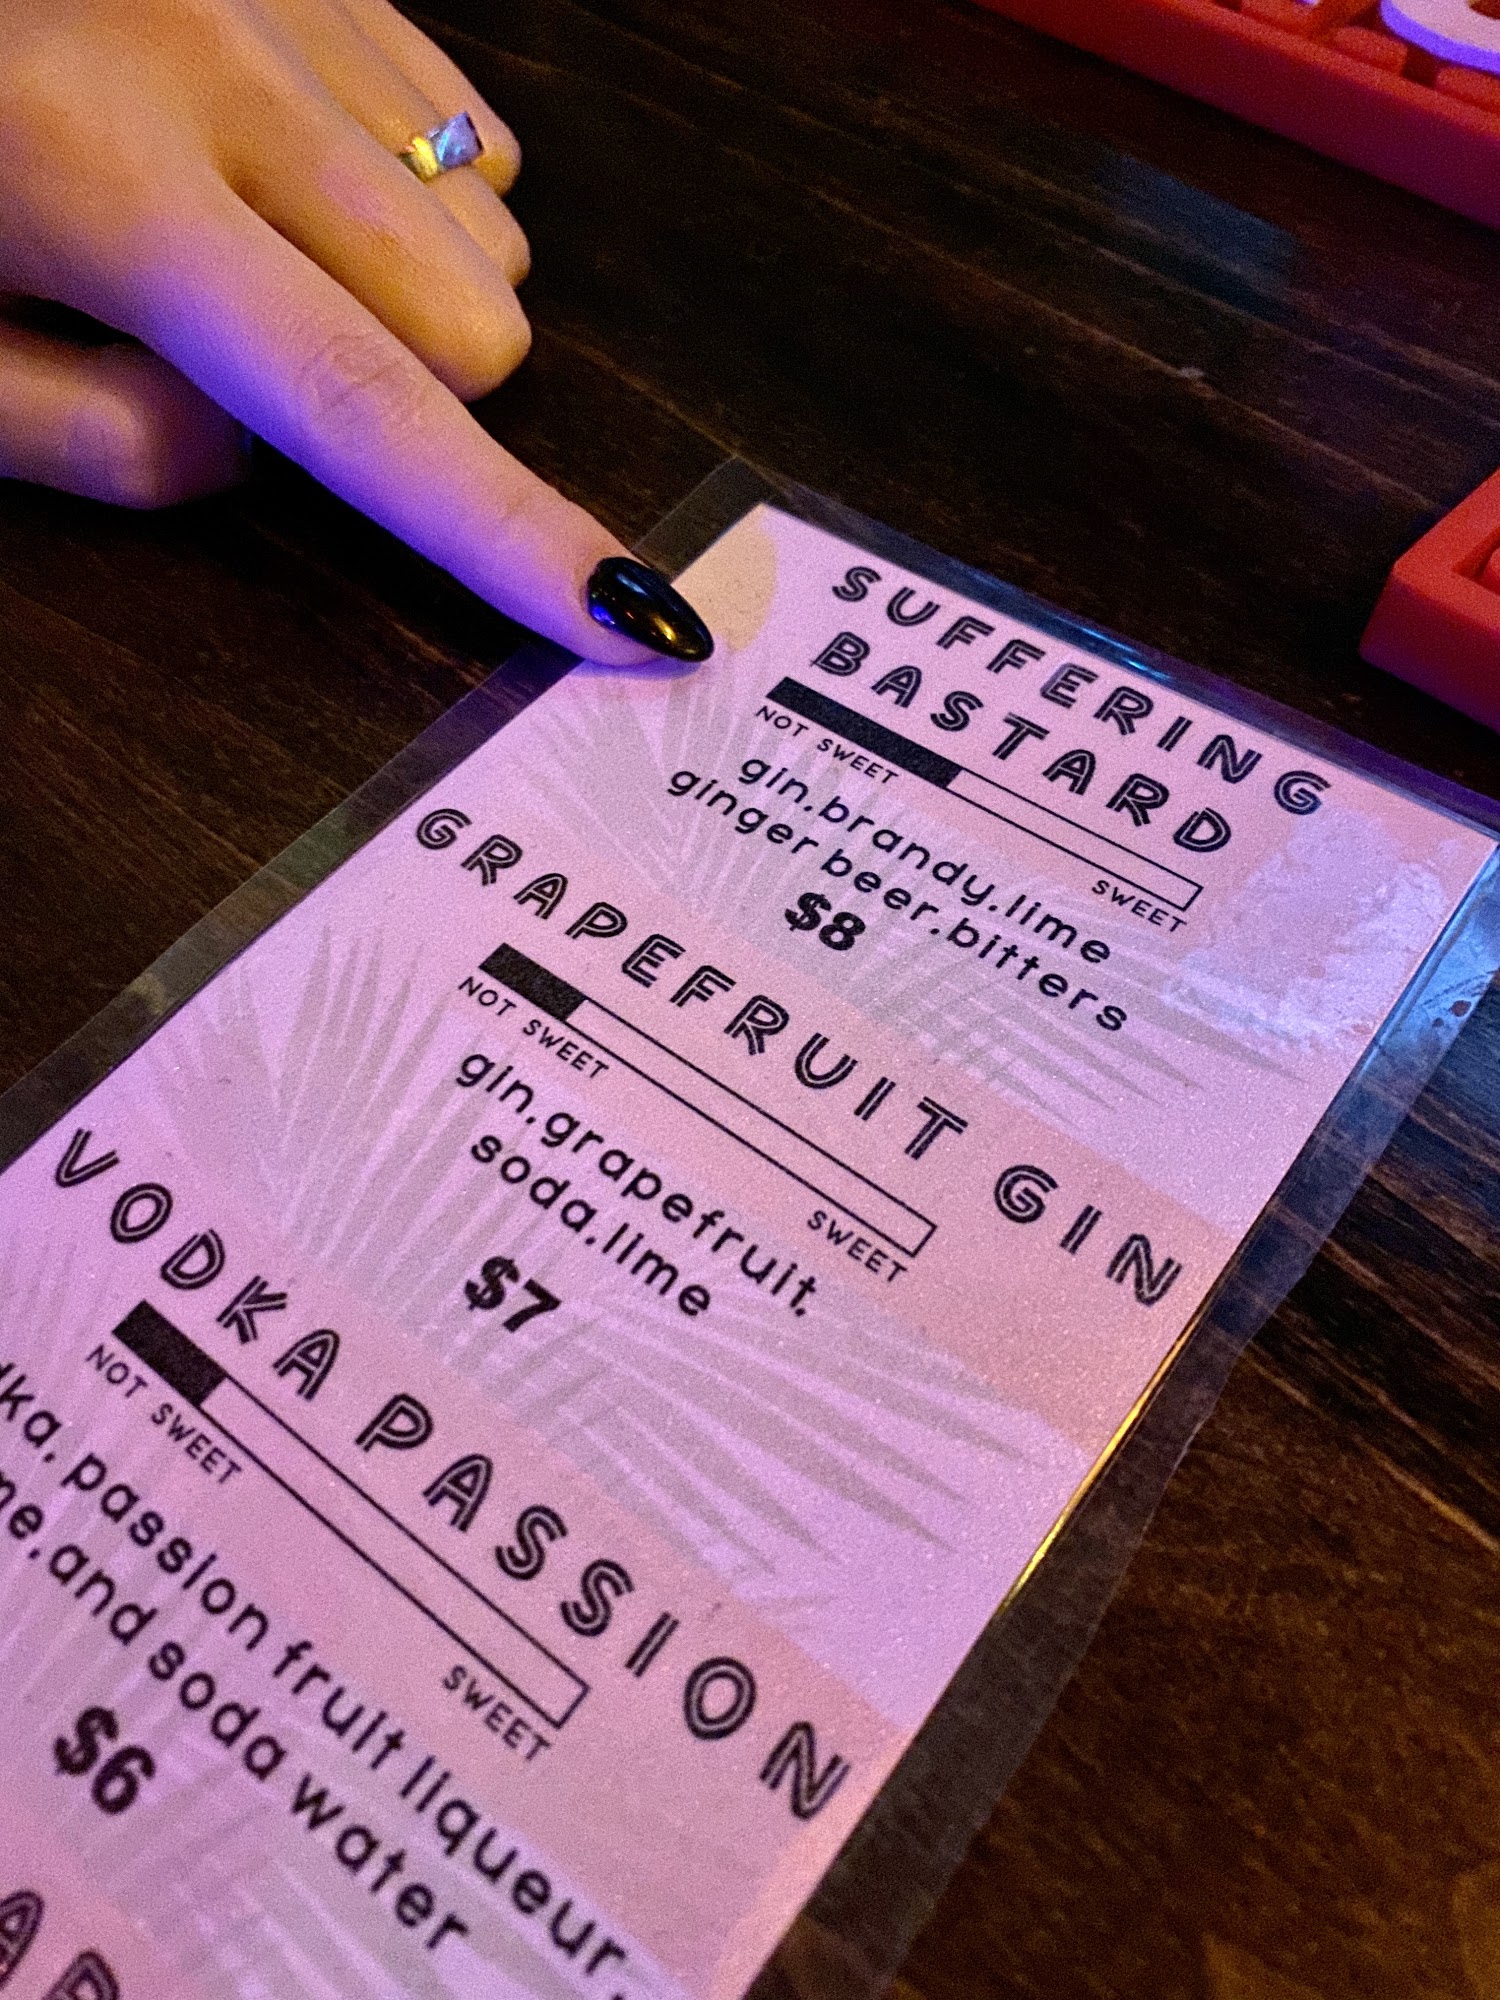 SUFFERING
BASTARD
NOT SWEET SWEET
gin.brandy.lime
ginger beer.bitters
$8
GRAPEFRUIT GIN
NOT SWEET SWEET
gin.grapefruit.
soda.lime
$7
VODKA PASSION
NOT SWEET SWEET
passion fruit liqueur.
and soda water
$6